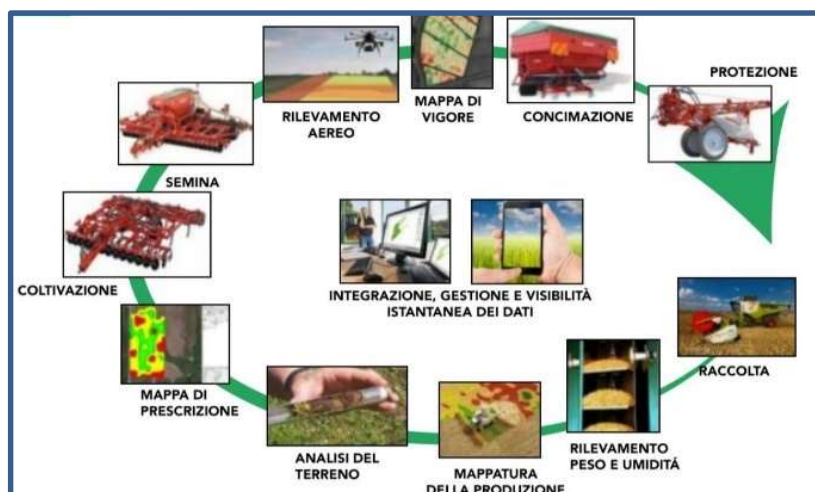 PROTEZIONE
MAPPA DI
VIGORE
CONCIMAZIONE
RILEVAMENTO
AEREO
SEMINA
COLTIVAZIONE
INTEGRAZIONE, GESTIONE E VISIBILITÀ
ISTANTANEA DEI DATI
RACCOLTA
MAPPA DI
PRESCRIZIONE
ANALISI DEL
TERRENO
MAPPATURA
DELLA PRODUZIONE
RILEVAMENTO
PESO E UMIDITÁ